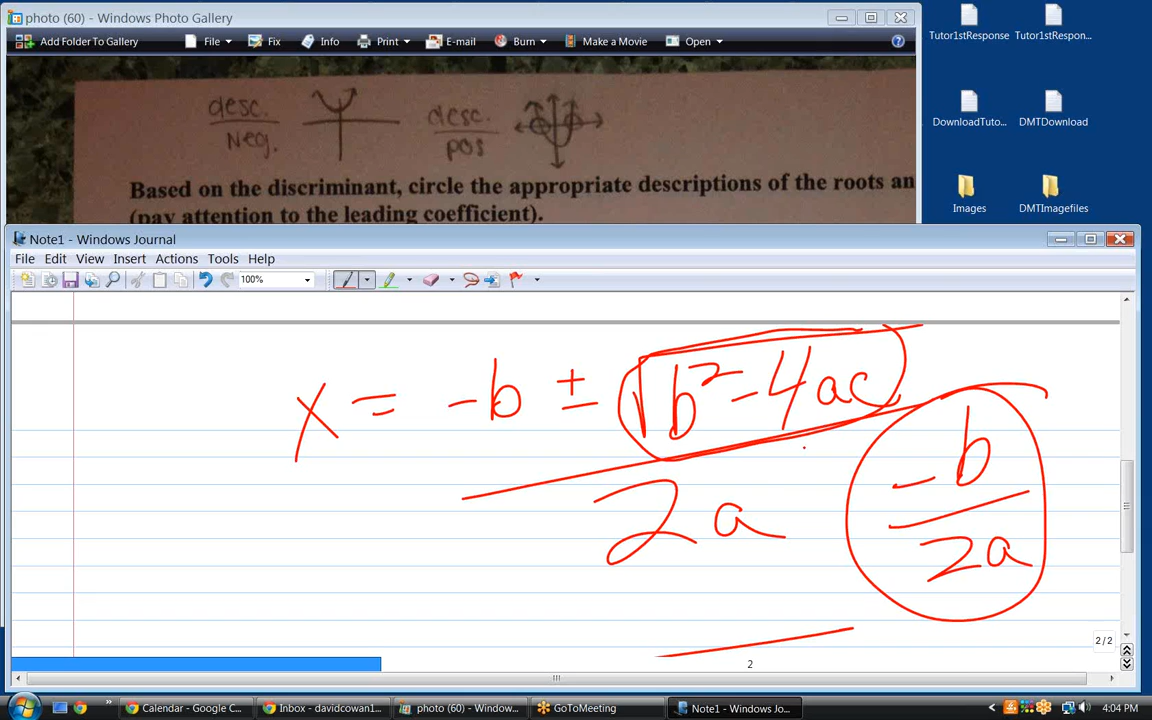 photo (60) - Windows Photo Gallery
Add Folder To Gallery File Fix Info Print E-mail Burn Make a Movie Open
desc.
Neg.
desc.
pos
Based on the discriminant, circle the appropriate descriptions of the roots an
(pay attention to the leading coefficient).
Tutor1stResponse
Tutor1stRespon...
DownloadTuto...
DMTDownload
Images
DMTImagefiles
Note1 - Windows Journal
File Edit View Insert Actions Tools Help
100%
x = -b ± √b² - 4ac
2a
-b
2a
2/2
2
Calendar - Google C...
Inbox - davidcowan1...
photo (60) - Window...
GoToMeeting
Note1 - Windows Jo...
4:04 PM